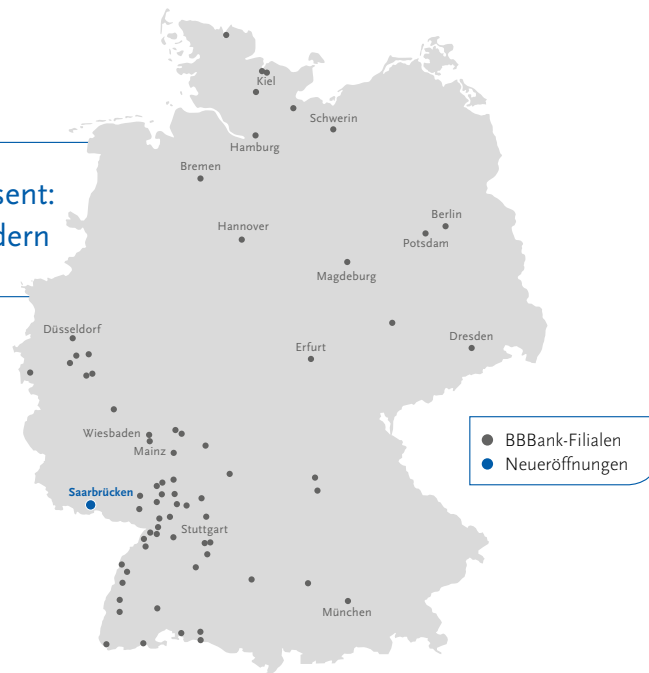 Kiel
Schwerin
Hamburg
Bremen
sent:
dern
Hannover
Berlin
Potsdam
Magdeburg
Düsseldorf
Erfurt
Dresden
Wiesbaden
Mainz
BBBank-Filialen
Neueröffnungen
Saarbrücken
Stuttgart
München